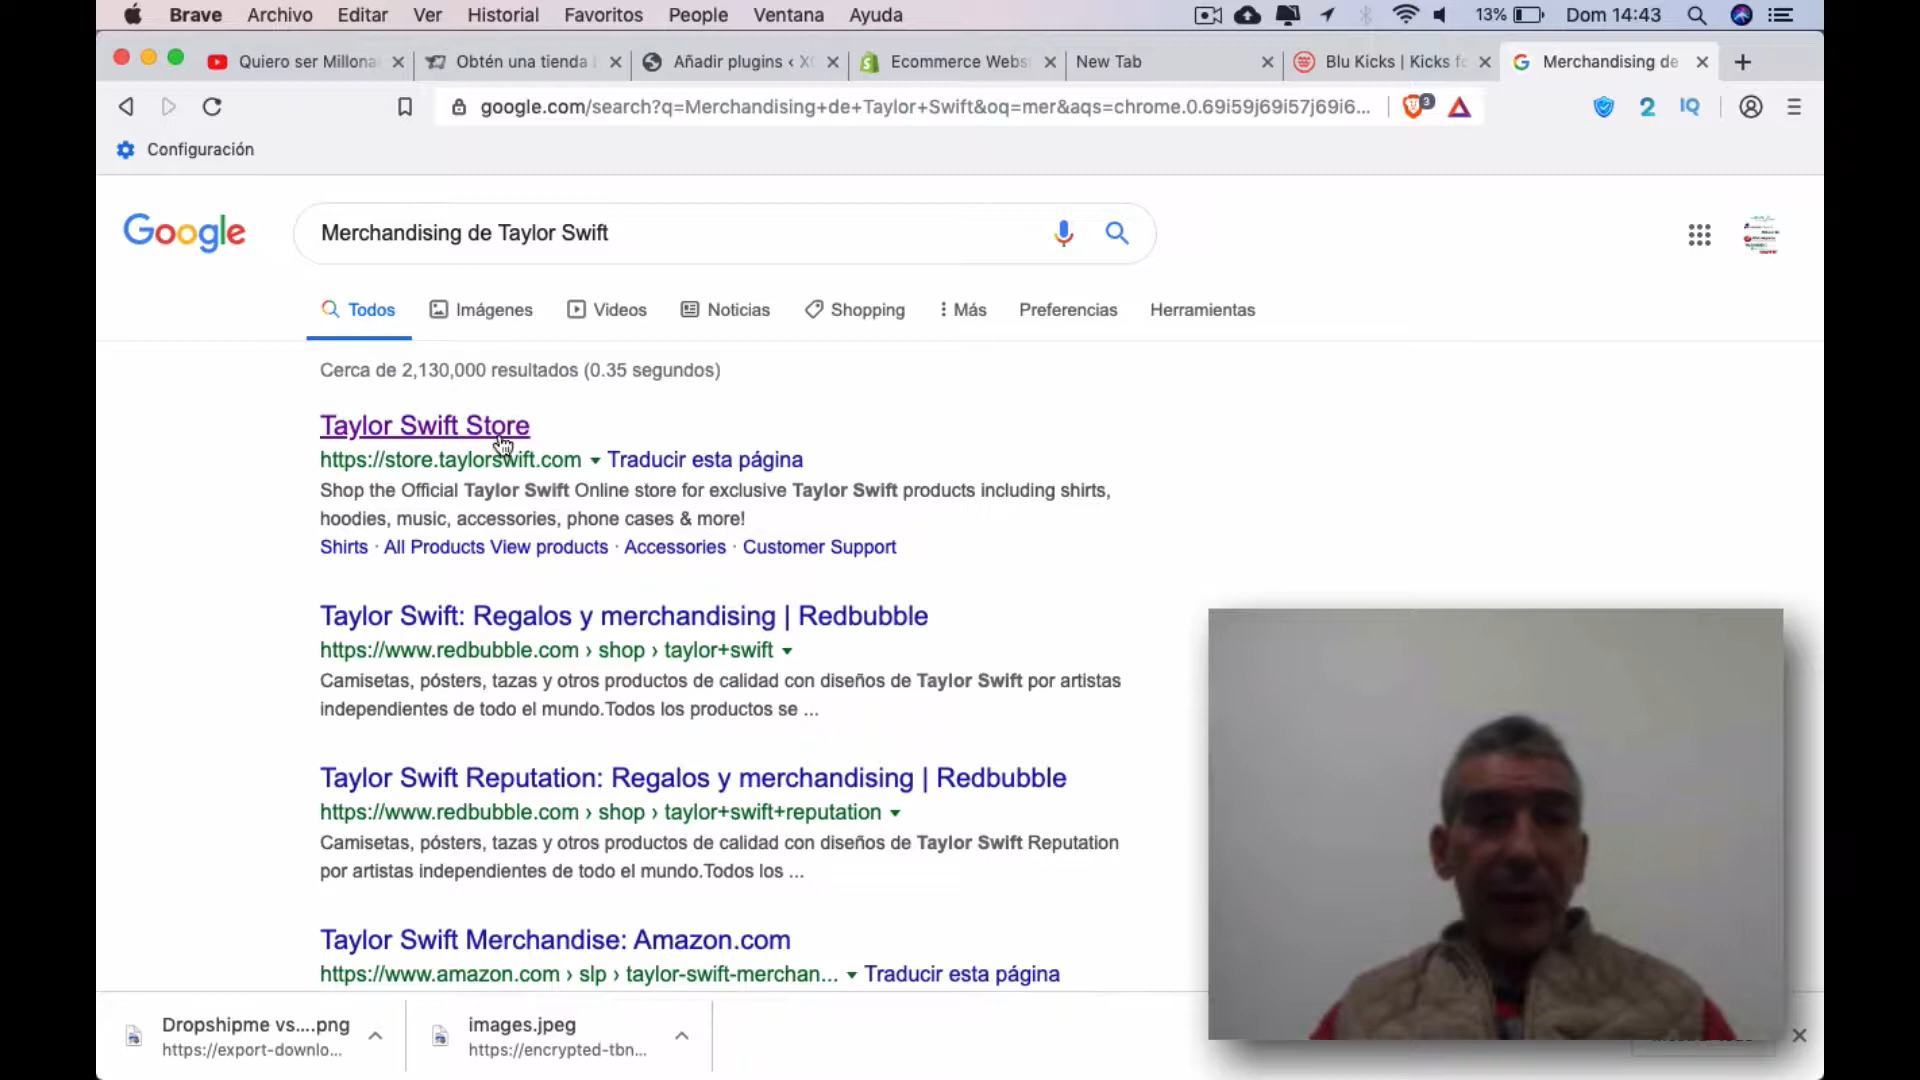 Brave Archivo Editar Ver Historial Favoritos People Ventana Ayuda 13% Dom 14:43
Quiero ser Millona Obtén una tienda Añadir plugins ‹ X Ecommerce Webs New Tab Blu Kicks | Kicks fo Merchandising de
google.com/search?q=Merchandising+de+Taylor+Swift&oq=mer&aqs=chrome.0.69i59j69i57j69i6... 3 2 IQ
Configuración
Google Merchandising de Taylor Swift
Todos Imágenes Videos Noticias Shopping Más Preferencias Herramientas
Cerca de 2,130,000 resultados (0.35 segundos)
Taylor Swift Store
https://store.taylorswift.com Traducir esta página
Shop the Official Taylor Swift Online store for exclusive Taylor Swift products including shirts,
hoodies, music, accessories, phone cases & more!
Shirts · All Products View products · Accessories · Customer Support
Taylor Swift: Regalos y merchandising | Redbubble
https://www.redbubble.com › shop › taylor+swift
Camisetas, pósters, tazas y otros productos de calidad con diseños de Taylor Swift por artistas
independientes de todo el mundo.Todos los productos se ...
Taylor Swift Reputation: Regalos y merchandising | Redbubble
https://www.redbubble.com › shop › taylor+swift+reputation
Camisetas, pósters, tazas y otros productos de calidad con diseños de Taylor Swift Reputation
por artistas independientes de todo el mundo.Todos los ...
Taylor Swift Merchandise: Amazon.com
https://www.amazon.com › slp › taylor-swift-merchan... Traducir esta página
Dropshipme vs....png images.jpeg
https://export-downlo... https://encrypted-tbn...